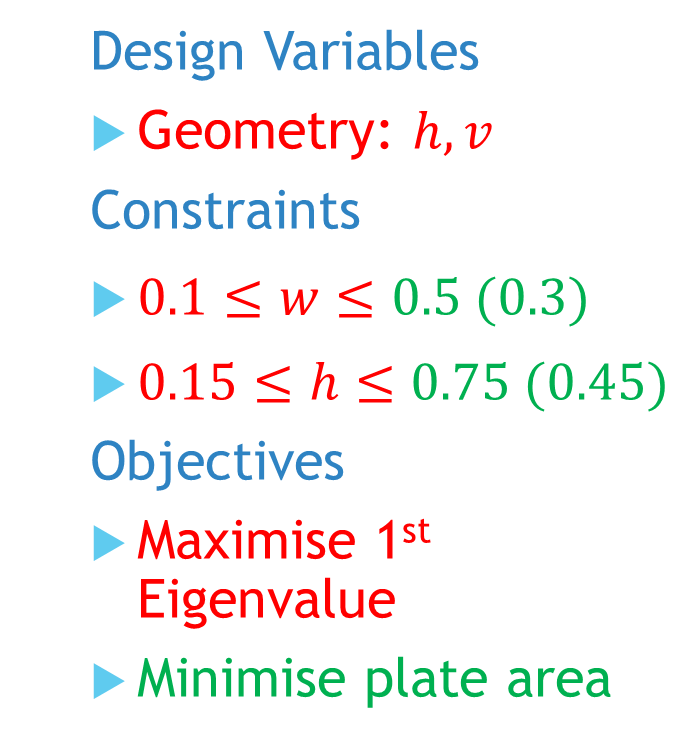 Design Variables
Geometry: h, v
Constraints
0.1 ≤ w ≤ 0.5 (0.3)
0.15 ≤ h ≤ 0.75 (0.45)
Objectives
Maximise 1st
Eigenvalue
Minimise plate area